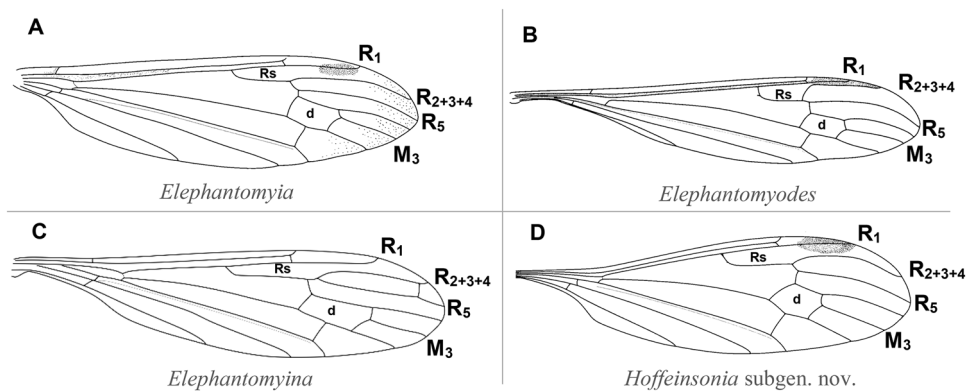 A
R1
Rs
R2+3+4
d
R5
M3
Elephantomyia
B
R1
Rs
R2+3+4
d
R5
M3
Elephantomyodes
C
R1
Rs
R2+3+4
d
R5
M3
Elephantomyina
D
R1
Rs
R2+3+4
d
R5
M3
Hoffeinsonia subgen. nov.